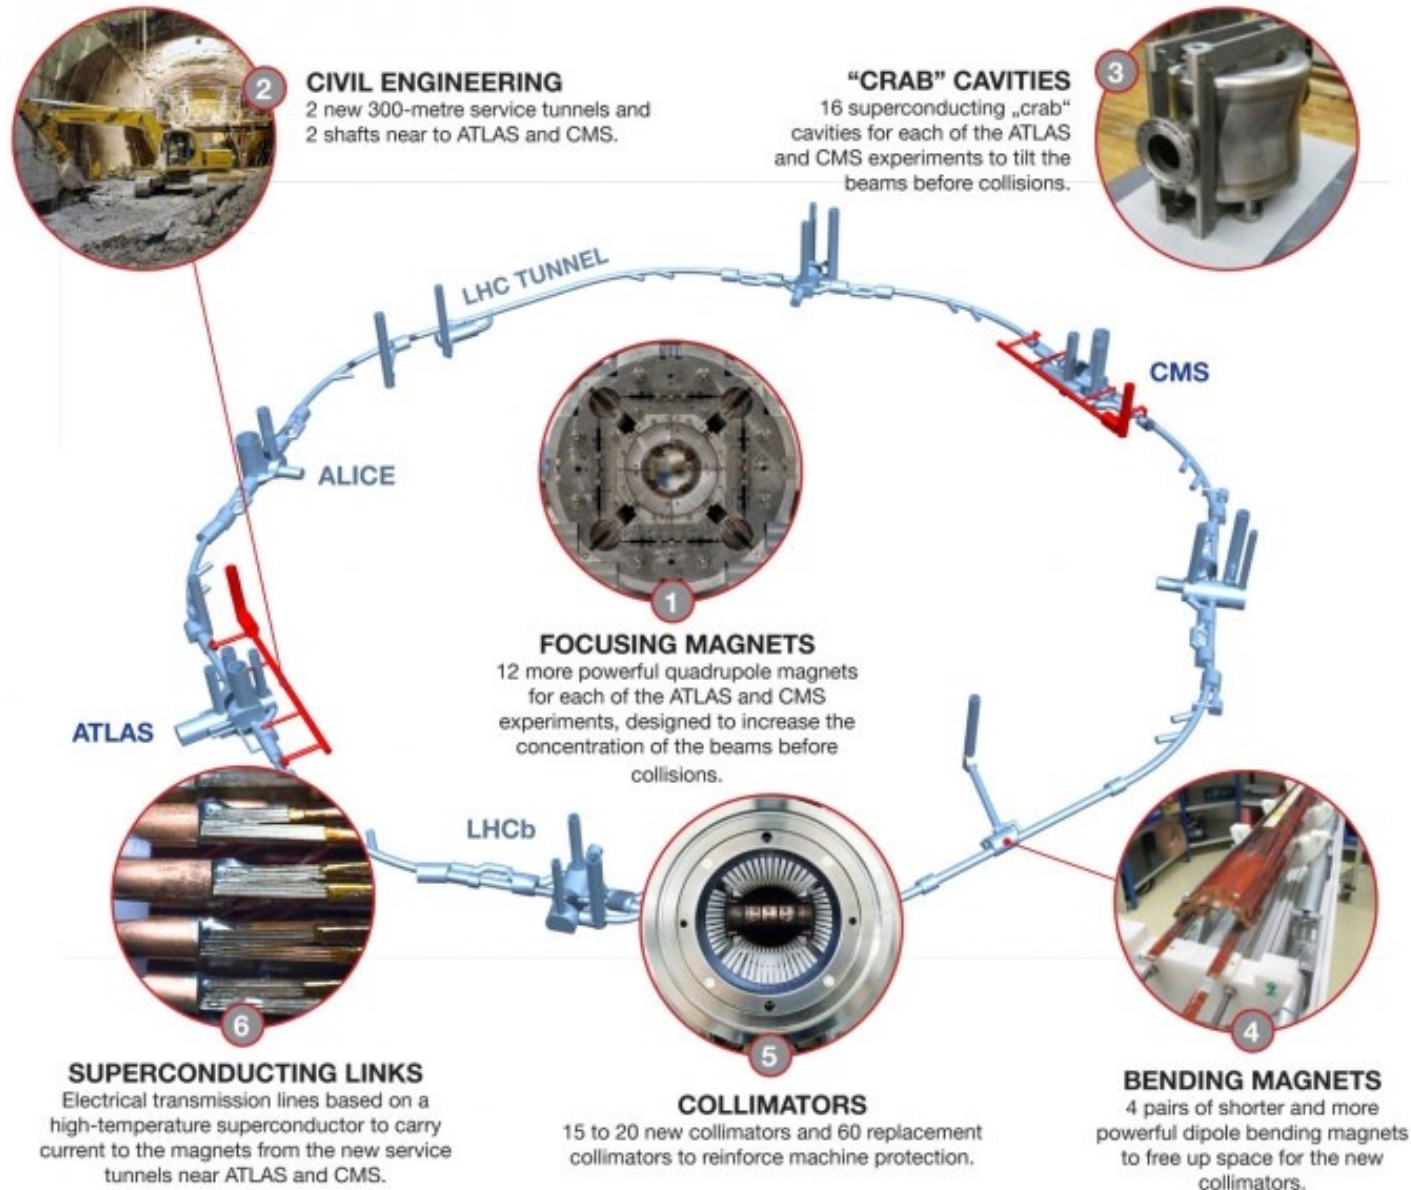 2
CIVIL ENGINEERING
2 new 300-metre service tunnels and
2 shafts near to ATLAS and CMS.
“CRAB” CAVITIES
16 superconducting „crab“
cavities for each of the ATLAS
and CMS experiments to tilt the
beams before collisions.
3
LHC TUNNEL
CMS
ALICE
1
FOCUSING MAGNETS
12 more powerful quadrupole magnets
for each of the ATLAS and CMS
experiments, designed to increase the
concentration of the beams before
collisions.
ATLAS
LHCb
6
SUPERCONDUCTING LINKS
Electrical transmission lines based on a
high-temperature superconductor to carry
current to the magnets from the new service
tunnels near ATLAS and CMS.
5
COLLIMATORS
15 to 20 new collimators and 60 replacement
collimators to reinforce machine protection.
4
BENDING MAGNETS
4 pairs of shorter and more
powerful dipole bending magnets
to free up space for the new
collimators.